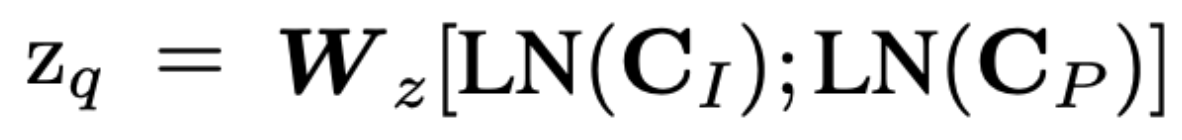 z_q = W_z[LN(C_I); LN(C_P)]